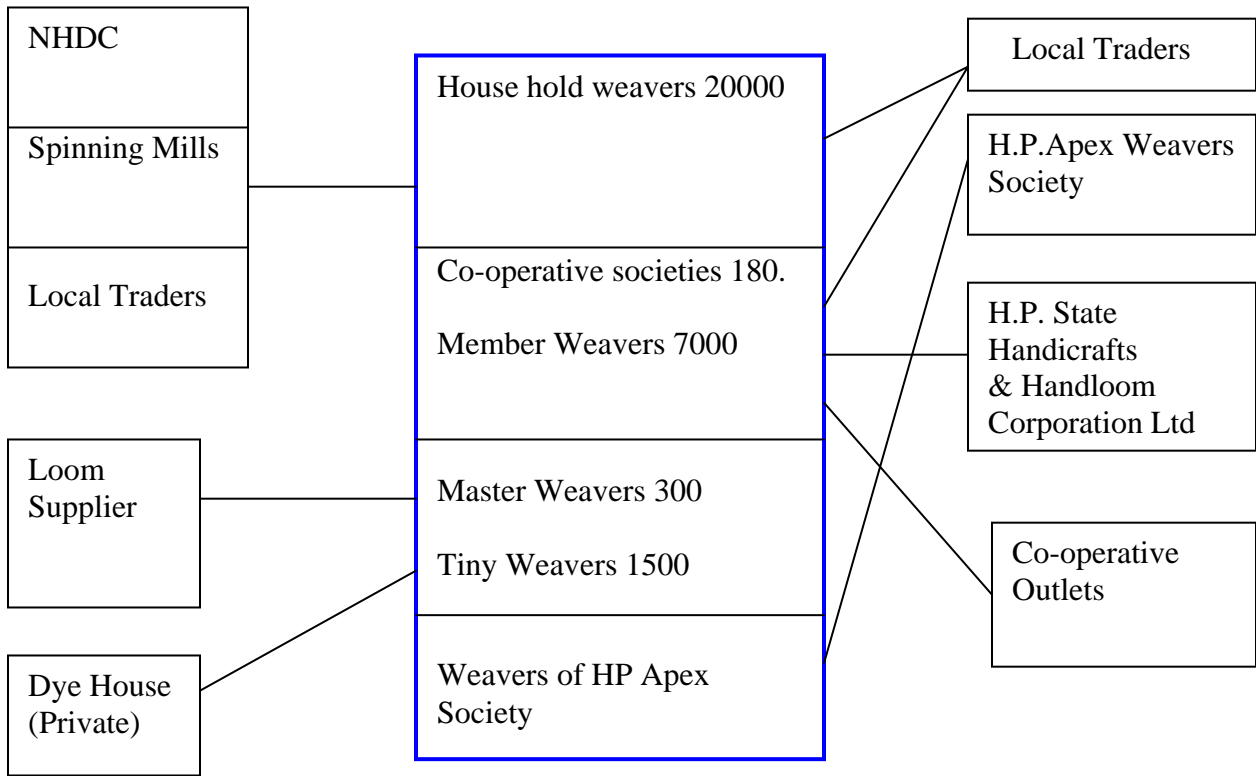 NHDC
Spinning Mills
Local Traders
Loom
Supplier
Dye House
(Private)
House hold weavers 20000
Co-operative societies 180.
Member Weavers 7000
Master Weavers 300
Tiny Weavers 1500
Weavers of HP Apex
Society
Local Traders
H.P.Apex Weavers
Society
H.P. State
Handicrafts
& Handloom
Corporation Ltd
Co-operative
Outlets